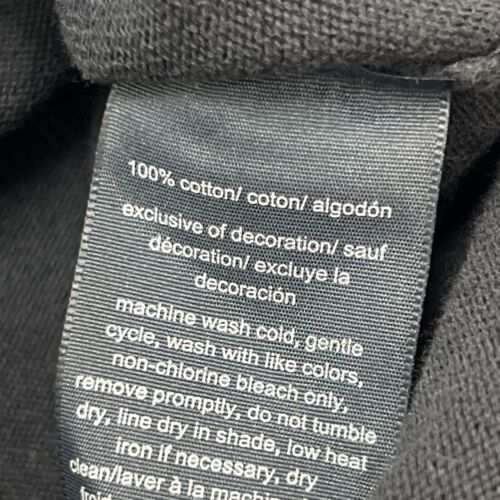 100% cotton/ coton/ algodón
exclusive of decoration/ sauf
décoration/ excluye la
decoración
machine wash cold, gentle
cycle, wash with like colors,
non-chlorine bleach only,
remove promptly, do not tumble
dry, line dry in shade, low heat
iron if necessary, dry
clean/laver à la machine à l'eau
froide